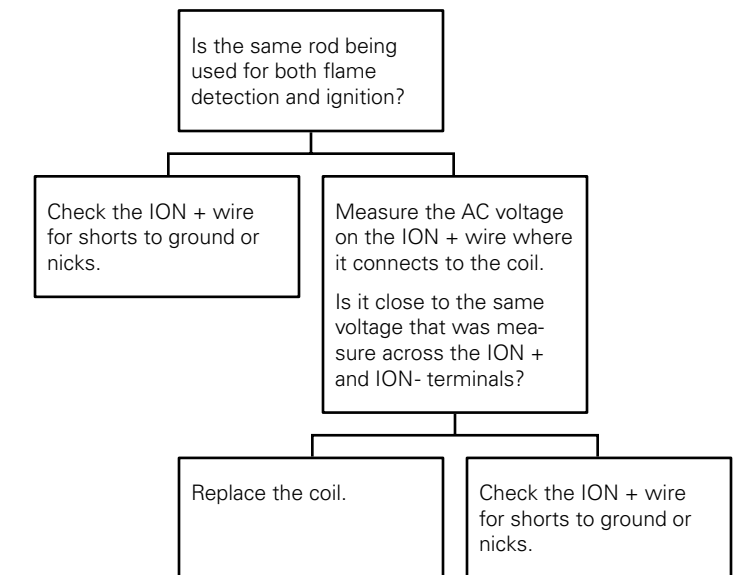 Is the same rod being
used for both flame
detection and ignition?
Check the ION + wire
for shorts to ground or
nicks.
Measure the AC voltage
on the ION + wire where
it connects to the coil.
Is it close to the same
voltage that was mea-
sure across the ION +
and ION- terminals?
Replace the coil.
Check the ION + wire
for shorts to ground or
nicks.